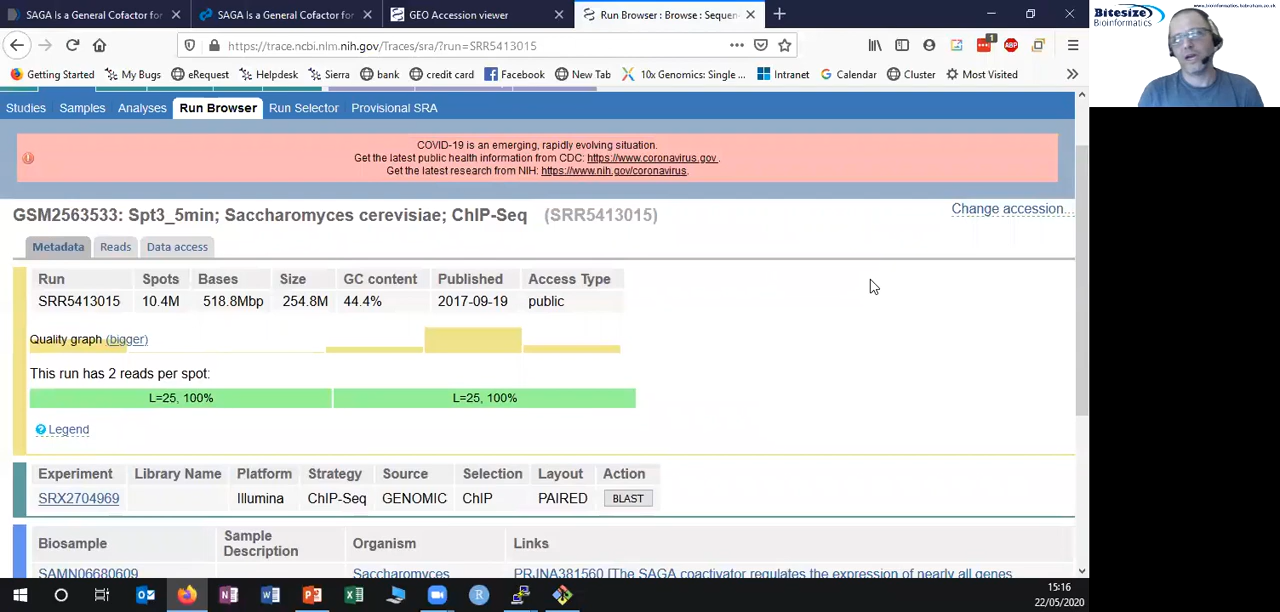 SAGA Is a General Cofactor for
SAGA Is a General Cofactor for
GEO Accession viewer
Run Browser : Browse : Sequen
https://trace.ncbi.nlm.nih.gov/Traces/sra/?run=SRR5413015
1
ABP
Getting Started
My Bugs
eRequest
Helpdesk
Sierra
bank
credit card
Facebook
New Tab
10x Genomics: Single ...
Intranet
Calendar
Cluster
Most Visited
Bitesize
Bioinformatics
www.bioinformatics.babraham.ac.uk
Studies
Samples
Analyses
Run Browser
Run Selector
Provisional SRA
COVID-19 is an emerging, rapidly evolving situation.
Get the latest public health information from CDC: https://www.coronavirus.gov .
Get the latest research from NIH: https://www.nih.gov/coronavirus.
GSM2563533: Spt3_5min; Saccharomyces cerevisiae; ChIP-Seq (SRR5413015)
Change accession...
Metadata
Reads
Data access
Run Spots Bases Size GC content Published Access Type
SRR5413015 10.4M 518.8Mbp 254.8M 44.4% 2017-09-19 public
Quality graph (bigger)
This run has 2 reads per spot:
L=25, 100% L=25, 100%
Legend
Experiment Library Name Platform Strategy Source Selection Layout Action
SRX2704969 Illumina ChIP-Seq GENOMIC ChIP PAIRED BLAST
Biosample Sample Description Organism Links
SAMN06680609 Saccharomyces PRJNA381560 [The SAGA coactivator regulates the expression of nearly all genes
15:16
22/05/2020